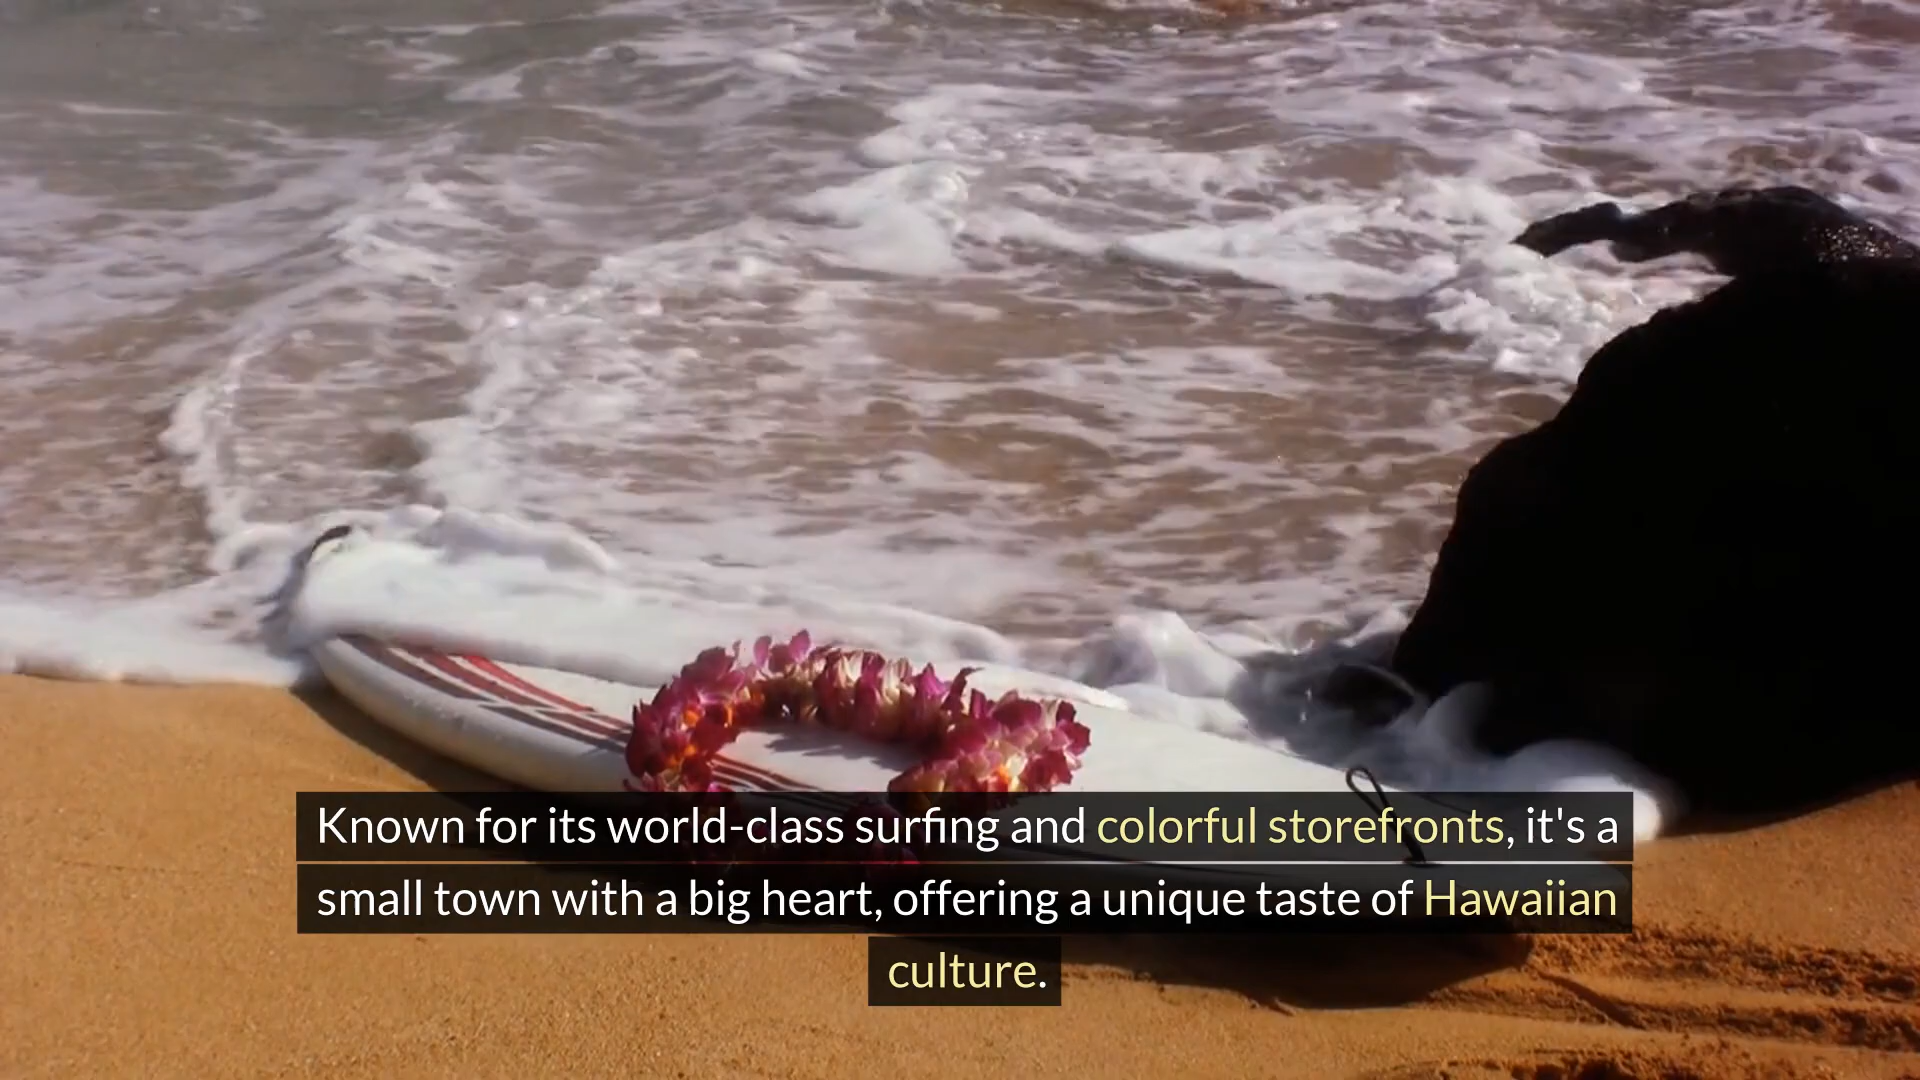 Known for its world-class surfing and colorful storefronts, it's a
small town with a big heart, offering a unique taste of Hawaiian
culture.